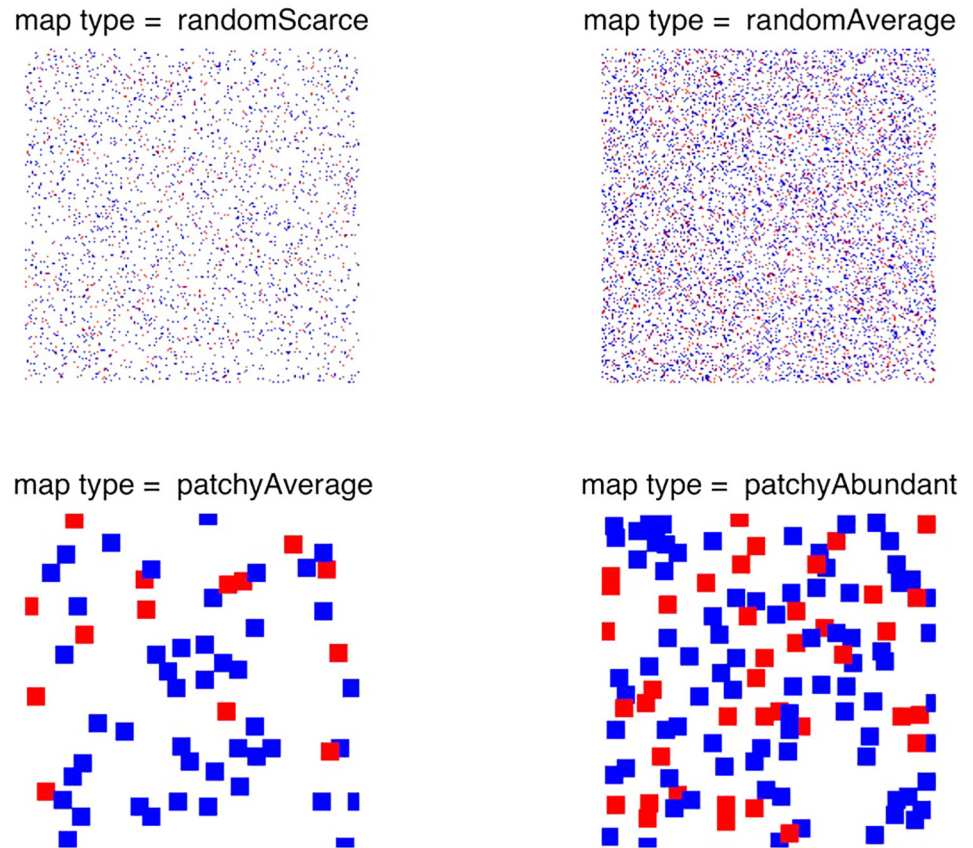 map type = randomScarce
map type = randomAverage
map type = patchyAverage
map type = patchyAbundant